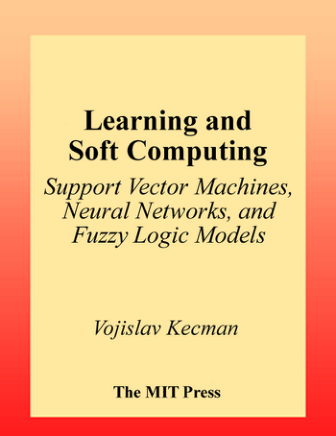 Learning and
Soft Computing
Support Vector Machines,
Neural Networks, and
Fuzzy Logic Models
Vojislav Kecman
The MIT Press